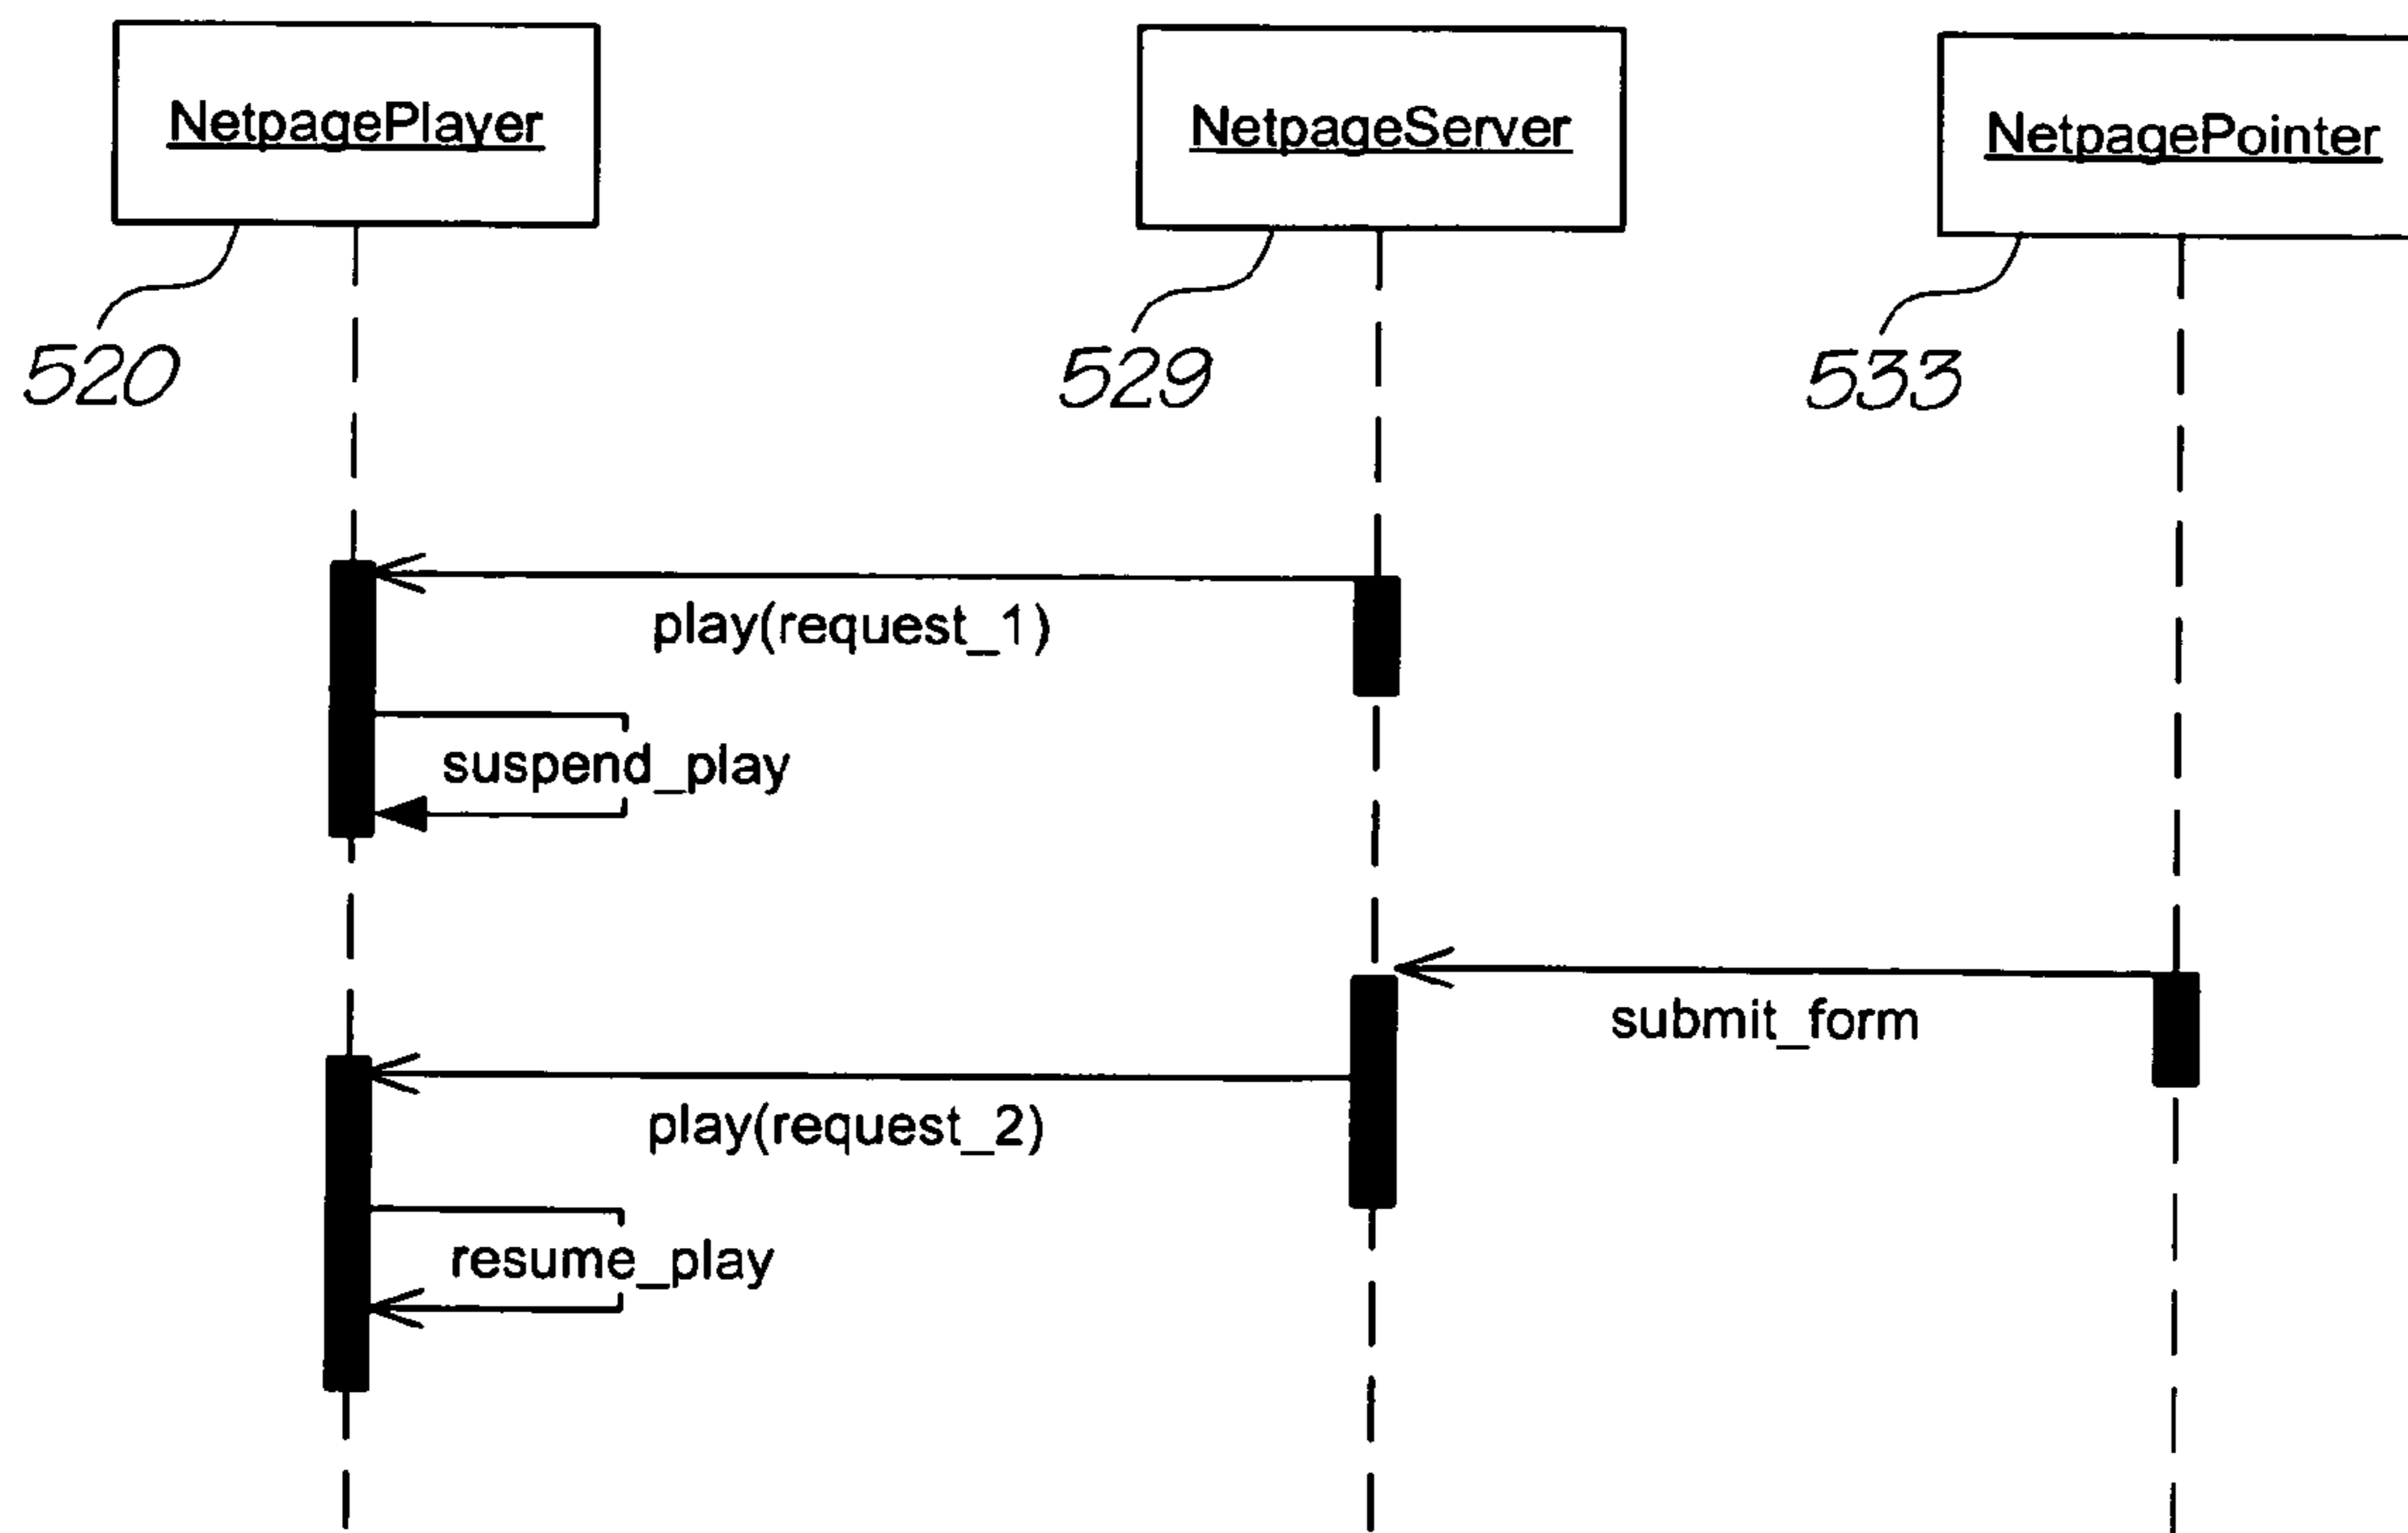 NetpagePlayer
NetpageServer
NetpagePointer
520
529
533
play(request_1)
suspend_play
submit_form
play(request_2)
resume_play